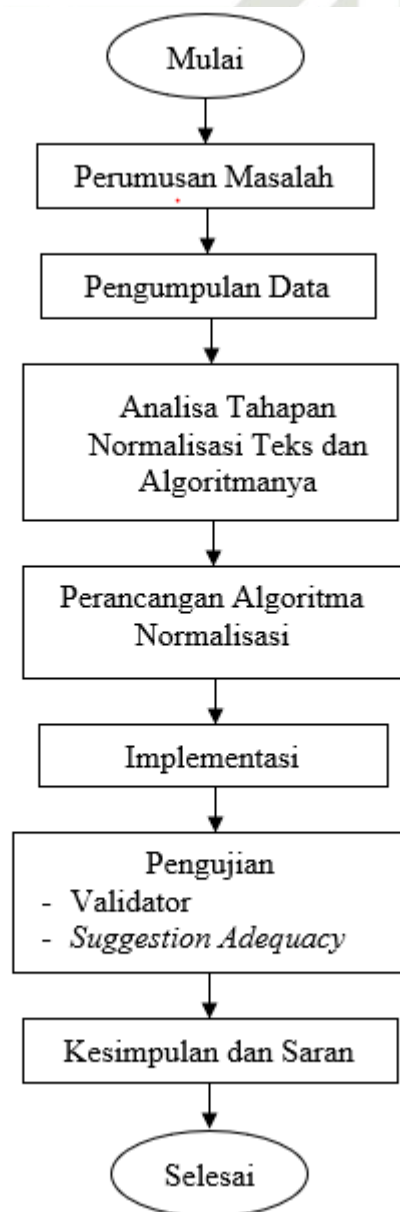 Mulai
Perumusan Masalah
Pengumpulan Data
Analisa Tahapan
Normalisasi Teks dan
Algoritmanya
Perancangan Algoritma
Normalisasi
Implementasi
Pengujian
- Validator
- Suggestion Adequacy
Kesimpulan dan Saran
Selesai